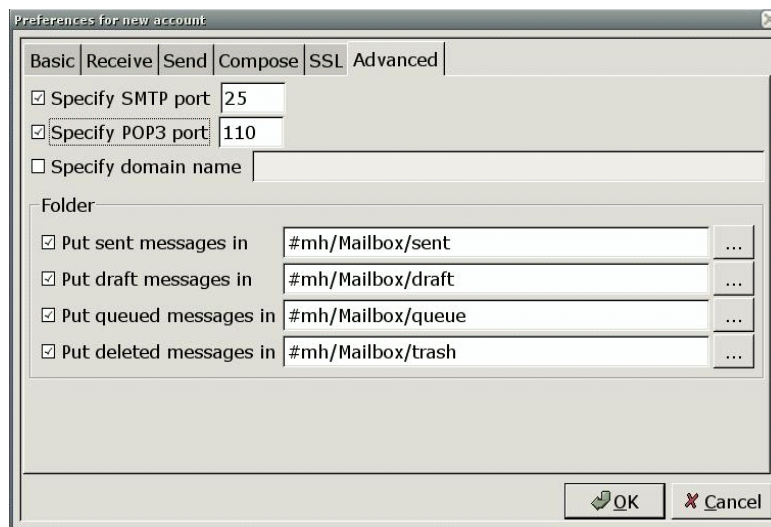 Preferences for new account
Basic Receive Send Compose SSL Advanced
Specify SMTP port 25
Specify POP3 port 110
Specify domain name
Folder
Put sent messages in #mh/Mailbox/sent ...
Put draft messages in #mh/Mailbox/draft ...
Put queued messages in #mh/Mailbox/queue ...
Put deleted messages in #mh/Mailbox/trash ...
OK Cancel